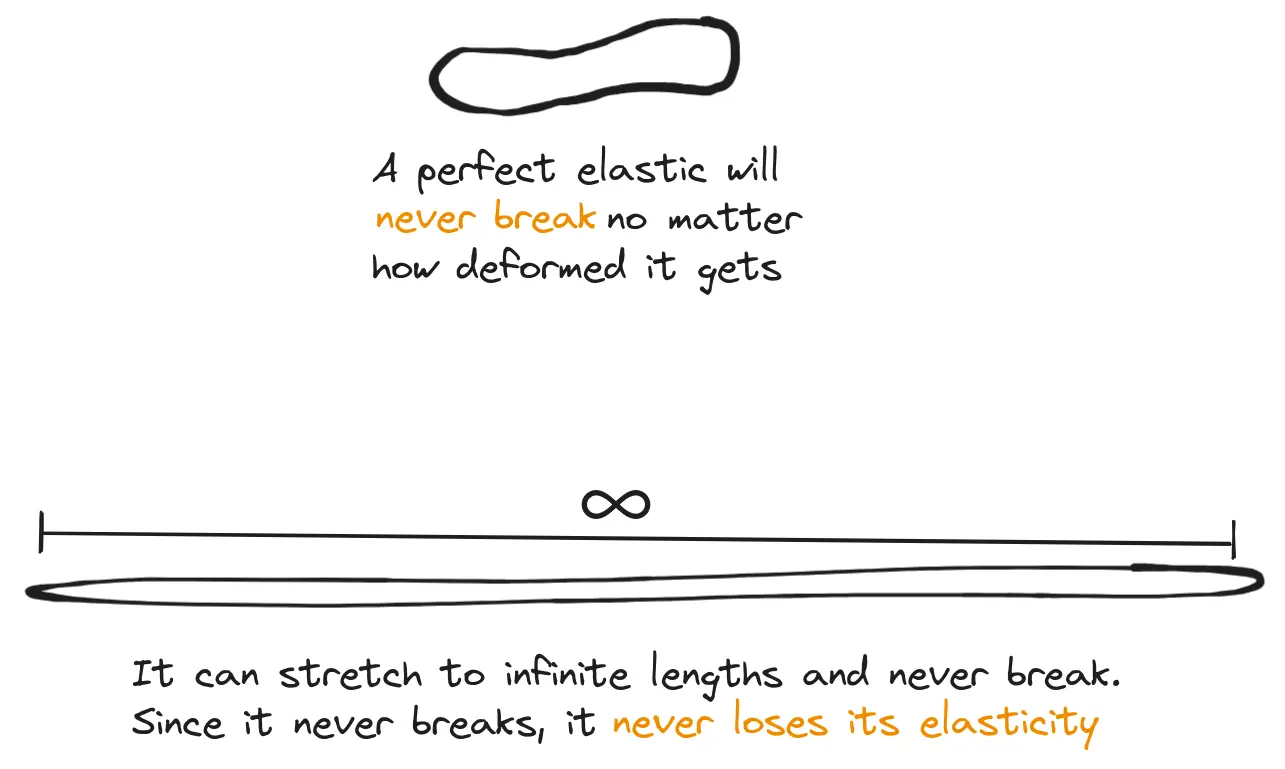 A perfect elastic will
never break no matter
how deformed it gets
∞
It can stretch to infinite lengths and never break.
Since it never breaks, it never loses its elasticity